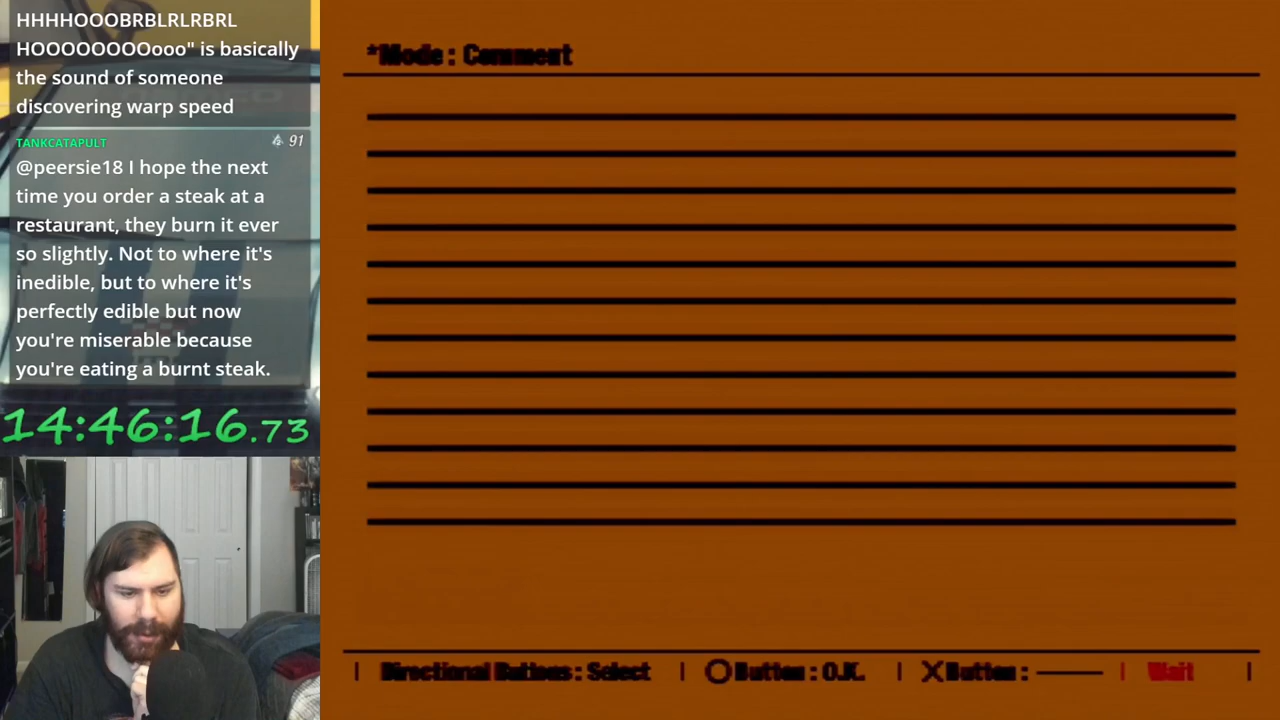 HHHHOOOBRBLRLRBRL
HOOOOOOOOooo" is basically
the sound of someone
discovering warp speed
TANKCATAPULT 91
@peersie18 I hope the next
time you order a steak at a
restaurant, they burn it ever
so slightly. Not to where it's
inedible, but to where it's
perfectly edible but now
you're miserable because
you're eating a burnt steak.
14:46:16.73
*Mode : Comment
Directional Buttons : Select | Button : O.K. | Button : | Wait |